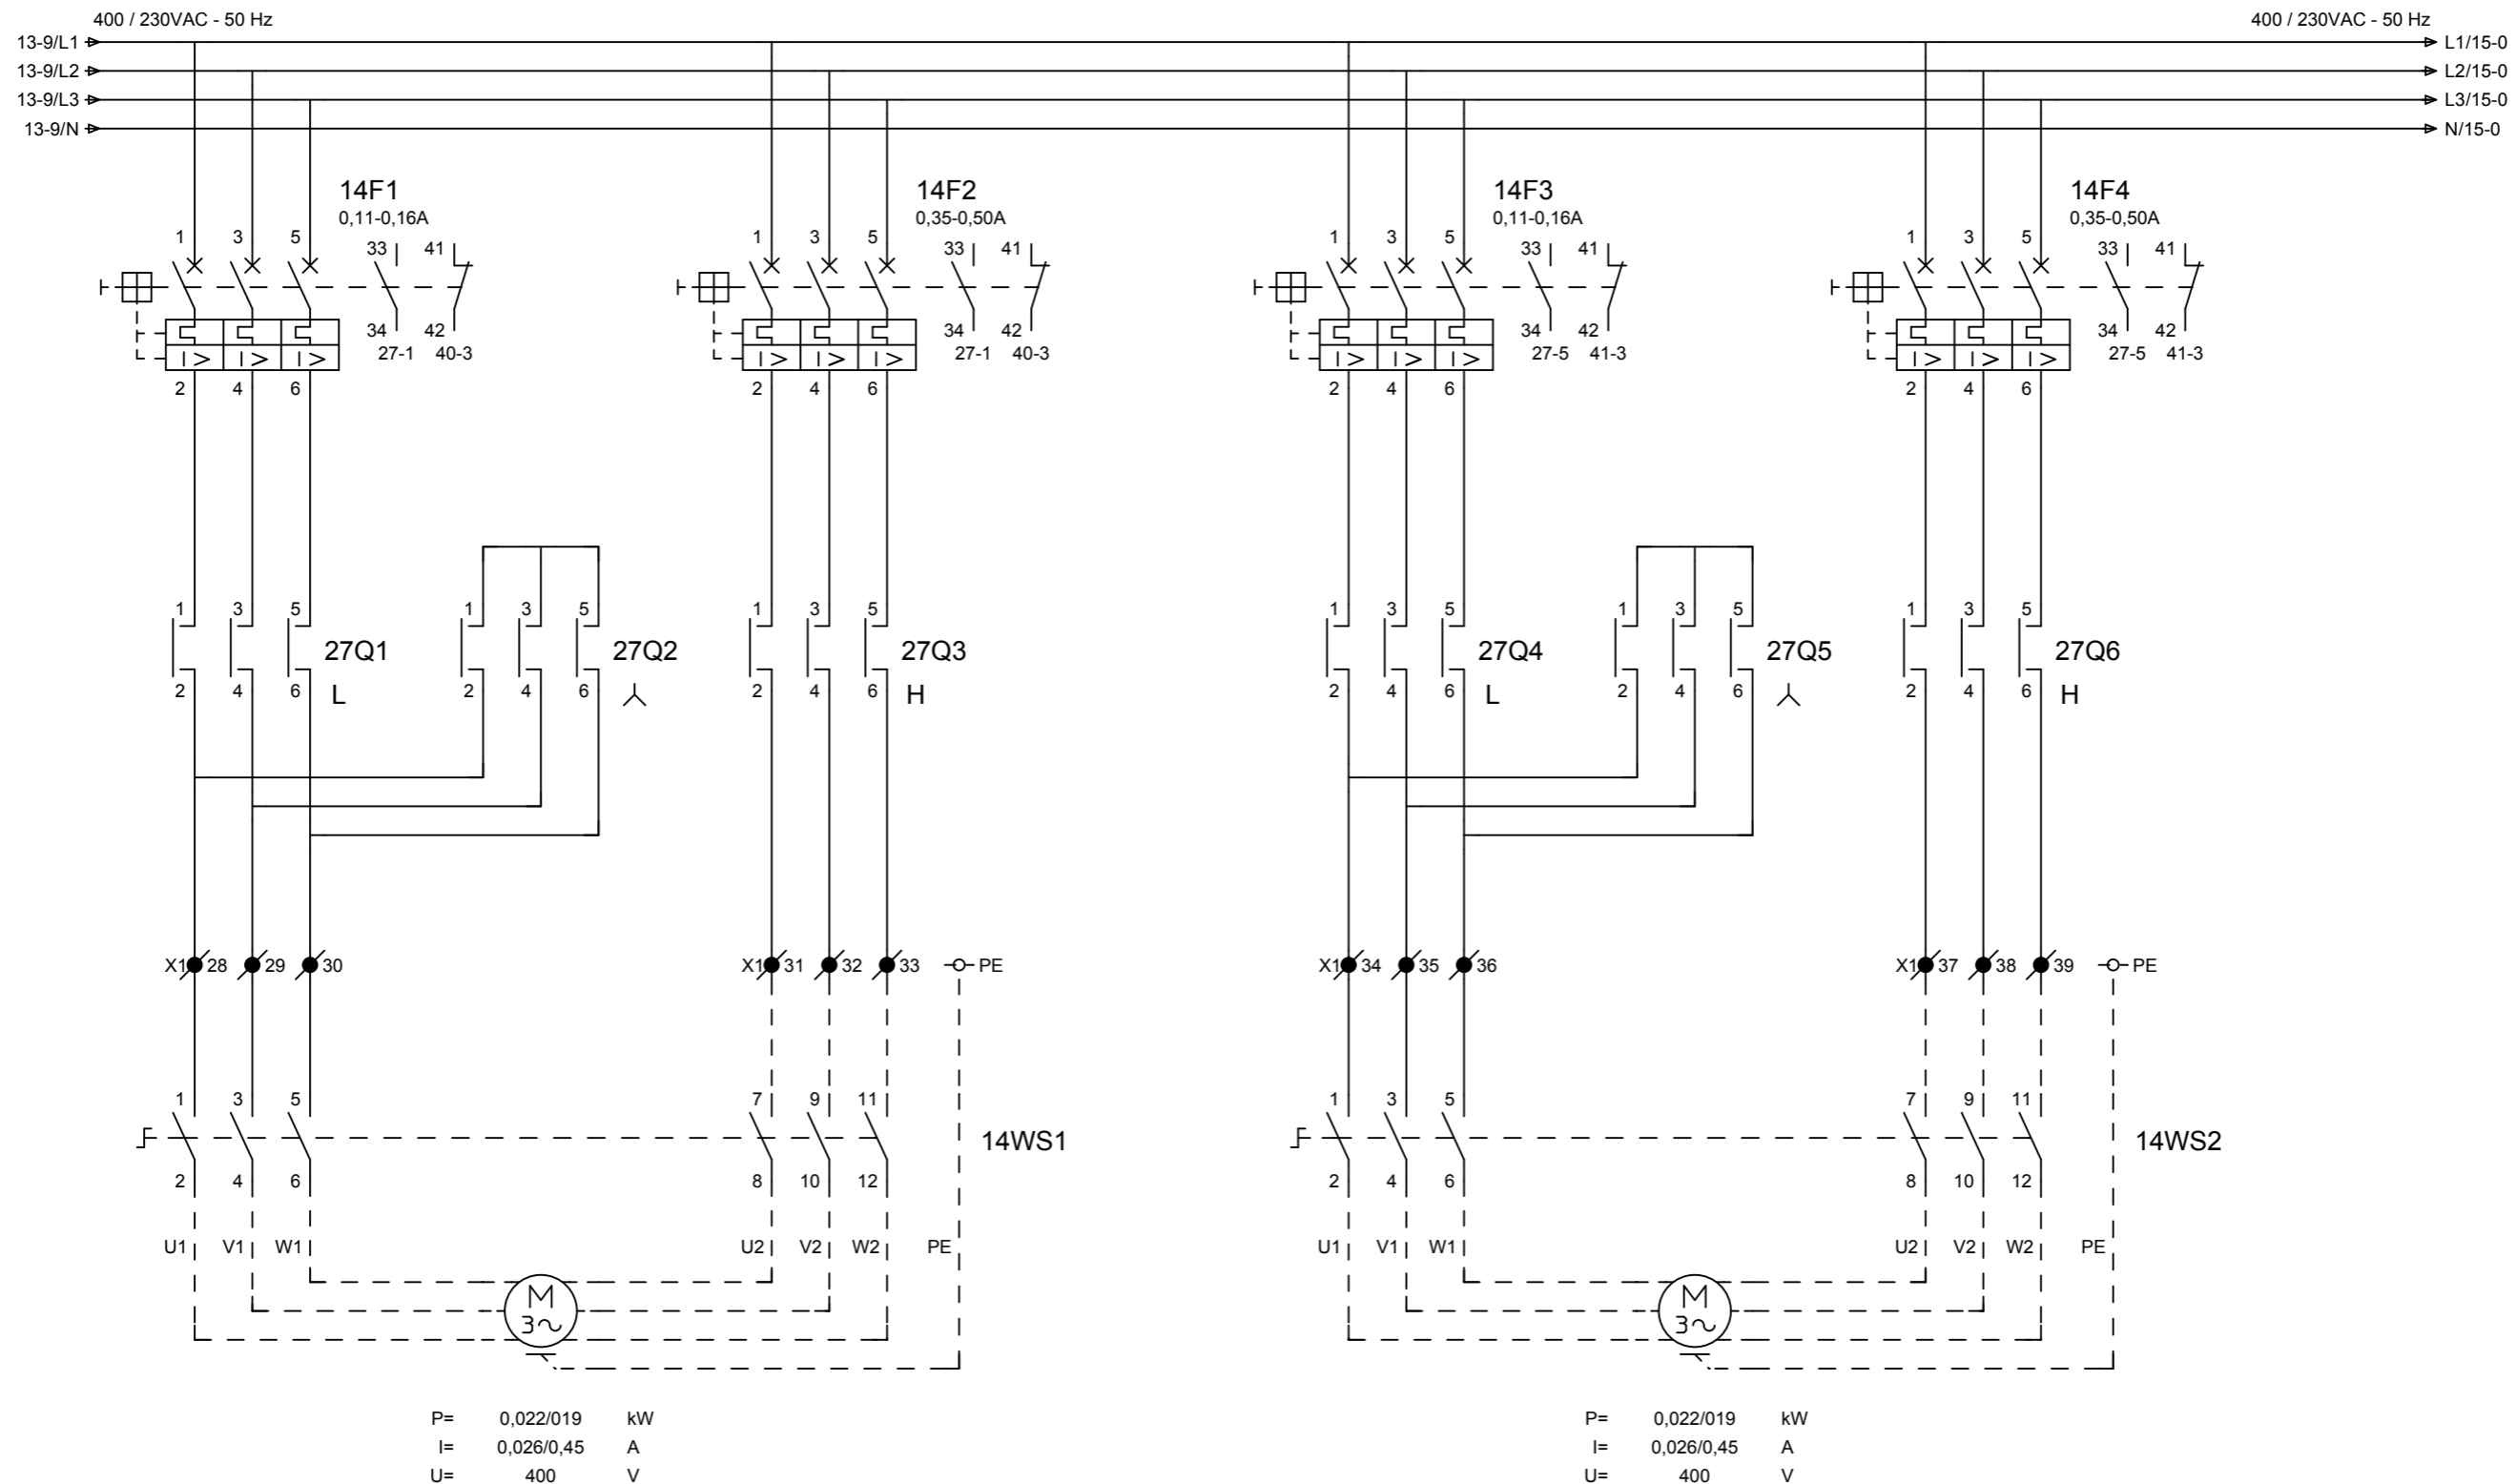 400 / 230VAC - 50 Hz 400 / 230VAC - 50 Hz
13-9/L1 L1/15-0
13-9/L2 L2/15-0
13-9/L3 L3/15-0
13-9/N N/15-0
14F1 14F2 14F3 14F4
0,11-0,16A 0,35-0,50A 0,11-0,16A 0,35-0,50A
1 3 5 33 41 1 3 5 33 41 1 3 5 33 41 1 3 5 33 41
34 42 34 42 34 42 34 42
I > I > I > I > I > I > I > I > I > I > I > I >
27-1 40-3 27-1 40-3 27-5 41-3 27-5 41-3
2 4 6 2 4 6 2 4 6 2 4 6
1 3 5 1 3 5 1 3 5 1 3 5 1 3 5 1 3 5
27Q1 27Q2 27Q3 27Q4 27Q5 27Q6
2 4 6 L 2 4 6 2 4 6 H 2 4 6 L 2 4 6 2 4 6 H
X1 28 29 30 X1 31 32 33 PE X1 34 35 36 X1 37 38 39 PE
1 3 5 7 9 11 1 3 5 7 9 11
14WS1 14WS2
2 4 6 8 10 12 2 4 6 8 10 12
U1 V1 W1 U2 V2 W2 PE U1 V1 W1 U2 V2 W2 PE
M M
3~ 3~
P= 0,022/019 kW P= 0,022/019 kW
I= 0,026/0,45 A I= 0,026/0,45 A
U= 400 V U= 400 V